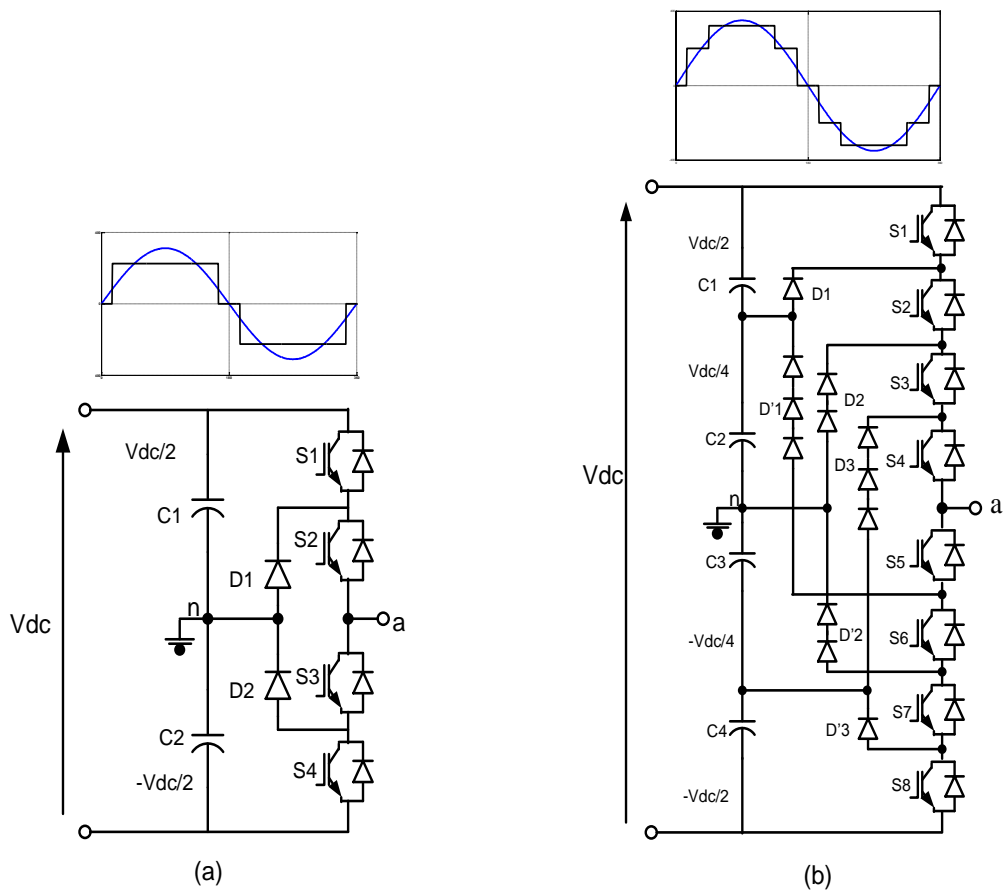 Vdc/2
C1
S1
S2
D1
n
a
Vdc
D2
S3
C2
-Vdc/2
S4
(a)
S1
Vdc/2
C1
D1
S2
Vdc/4
S3
D2
D'1
C2
D3
S4
Vdc
n
a
C3
S5
D'2
S6
-Vdc/4
S7
C4
D'3
S8
-Vdc/2
(b)